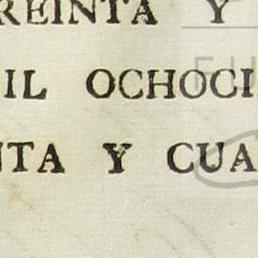 REINTA Y
IL OCHOCI
NTA Y CUA